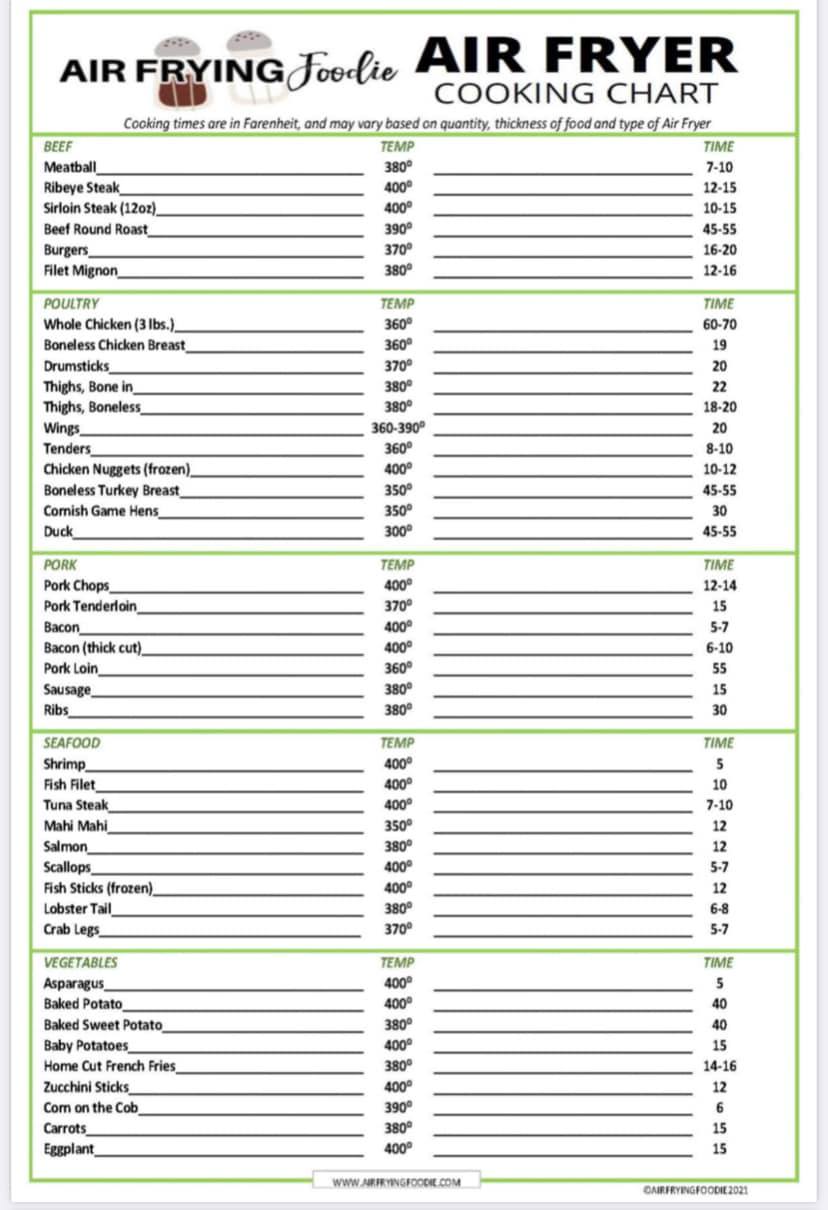 AIR FRYING Foodie AIR FRYER
COOKING CHART
Cooking times are in Farenheit, and may vary based on quantity, thickness of food and type of Air Fryer
BEEF TEMP TIME
Meatball 380° 7-10
Ribeye Steak 400° 12-15
Sirloin Steak (12oz) 400° 10-15
Beef Round Roast 390° 45-55
Burgers 370° 16-20
Filet Mignon 380° 12-16
POULTRY TEMP TIME
Whole Chicken (3 lbs.) 360° 60-70
Boneless Chicken Breast 360° 19
Drumsticks 370° 20
Thighs, Bone in 380° 22
Thighs, Boneless 380° 18-20
Wings 360-390° 20
Tenders 360° 8-10
Chicken Nuggets (frozen) 400° 10-12
Boneless Turkey Breast 350° 45-55
Cornish Game Hens 350° 30
Duck 300° 45-55
PORK TEMP TIME
Pork Chops 400° 12-14
Pork Tenderloin 370° 15
Bacon 400° 5-7
Bacon (thick cut) 400° 6-10
Pork Loin 360° 55
Sausage 380° 15
Ribs 380° 30
SEAFOOD TEMP TIME
Shrimp 400° 5
Fish Filet 400° 10
Tuna Steak 400° 7-10
Mahi Mahi 350° 12
Salmon 380° 12
Scallops 400° 5-7
Fish Sticks (frozen) 400° 12
Lobster Tail 380° 6-8
Crab Legs 370° 5-7
VEGETABLES TEMP TIME
Asparagus 400° 5
Baked Potato 400° 40
Baked Sweet Potato 380° 40
Baby Potatoes 400° 15
Home Cut French Fries 380° 14-16
Zucchini Sticks 400° 12
Corn on the Cob 390° 6
Carrots 380° 15
Eggplant 400° 15
WWW.AIRFRYINGFOODIE.COM
©AIRFRYINGFOODIE2021